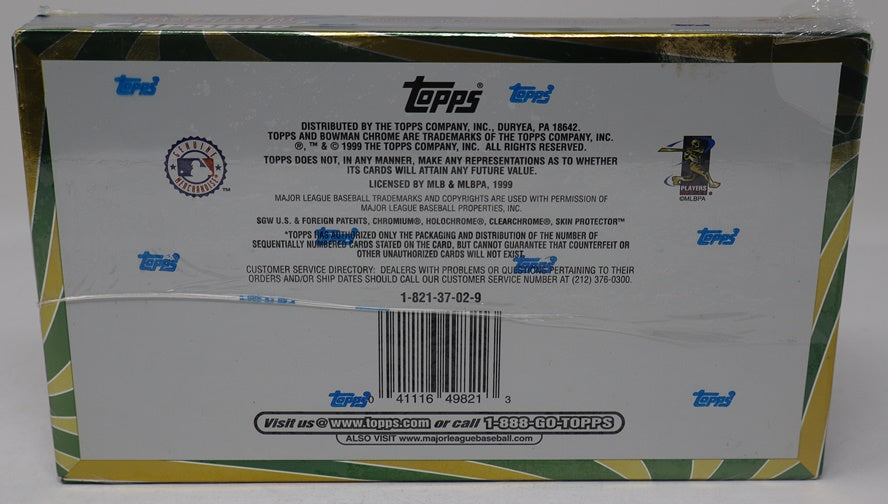 Topps®
DISTRIBUTED BY THE TOPPS COMPANY, INC., DURYEA, PA 18642.
TOPPS AND BOWMAN CHROME ARE TRADEMARKS OF THE TOPPS COMPANY, INC.
®, ™ & © 1999 THE TOPPS COMPANY, INC. ALL RIGHTS RESERVED.
TOPPS DOES NOT, IN ANY MANNER, MAKE ANY REPRESENTATIONS AS TO WHETHER
ITS CARDS WILL ATTAIN ANY FUTURE VALUE.
LICENSED BY MLB & MLBPA, 1999
MAJOR LEAGUE BASEBALL TRADEMARKS AND COPYRIGHTS ARE USED WITH PERMISSION OF
MAJOR LEAGUE BASEBALL PROPERTIES, INC.
SGW U.S. & FOREIGN PATENTS, CHROMIUM®, HOLOCHROME®, CLEARCHROME®, SKIN PROTECTOR™
*TOPPS HAS AUTHORIZED ONLY THE PACKAGING AND DISTRIBUTION OF THE NUMBER OF
SEQUENTIALLY NUMBERED CARDS STATED ON THE CARD, BUT CANNOT GUARANTEE THAT COUNTERFEIT OR
OTHER UNAUTHORIZED CARDS WILL NOT EXIST.
CUSTOMER SERVICE DIRECTORY: DEALERS WITH PROBLEMS OR QUESTIONS PERTAINING TO THEIR
ORDERS AND/OR SHIP DATES SHOULD CALL OUR CUSTOMER SERVICE NUMBER AT (212) 376-0300.
1-821-37-02-9
0 41116 49821 3
Visit us @ www.topps.com or call 1-888-GO-TOPPS
ALSO VISIT www.majorleaguebaseball.com
GENUINE
MERCHANDISE ™
PLAYERS ®
©MLBPA
Topps
Topps
Topps
Topps
Topps
Topps
Topps
Topps